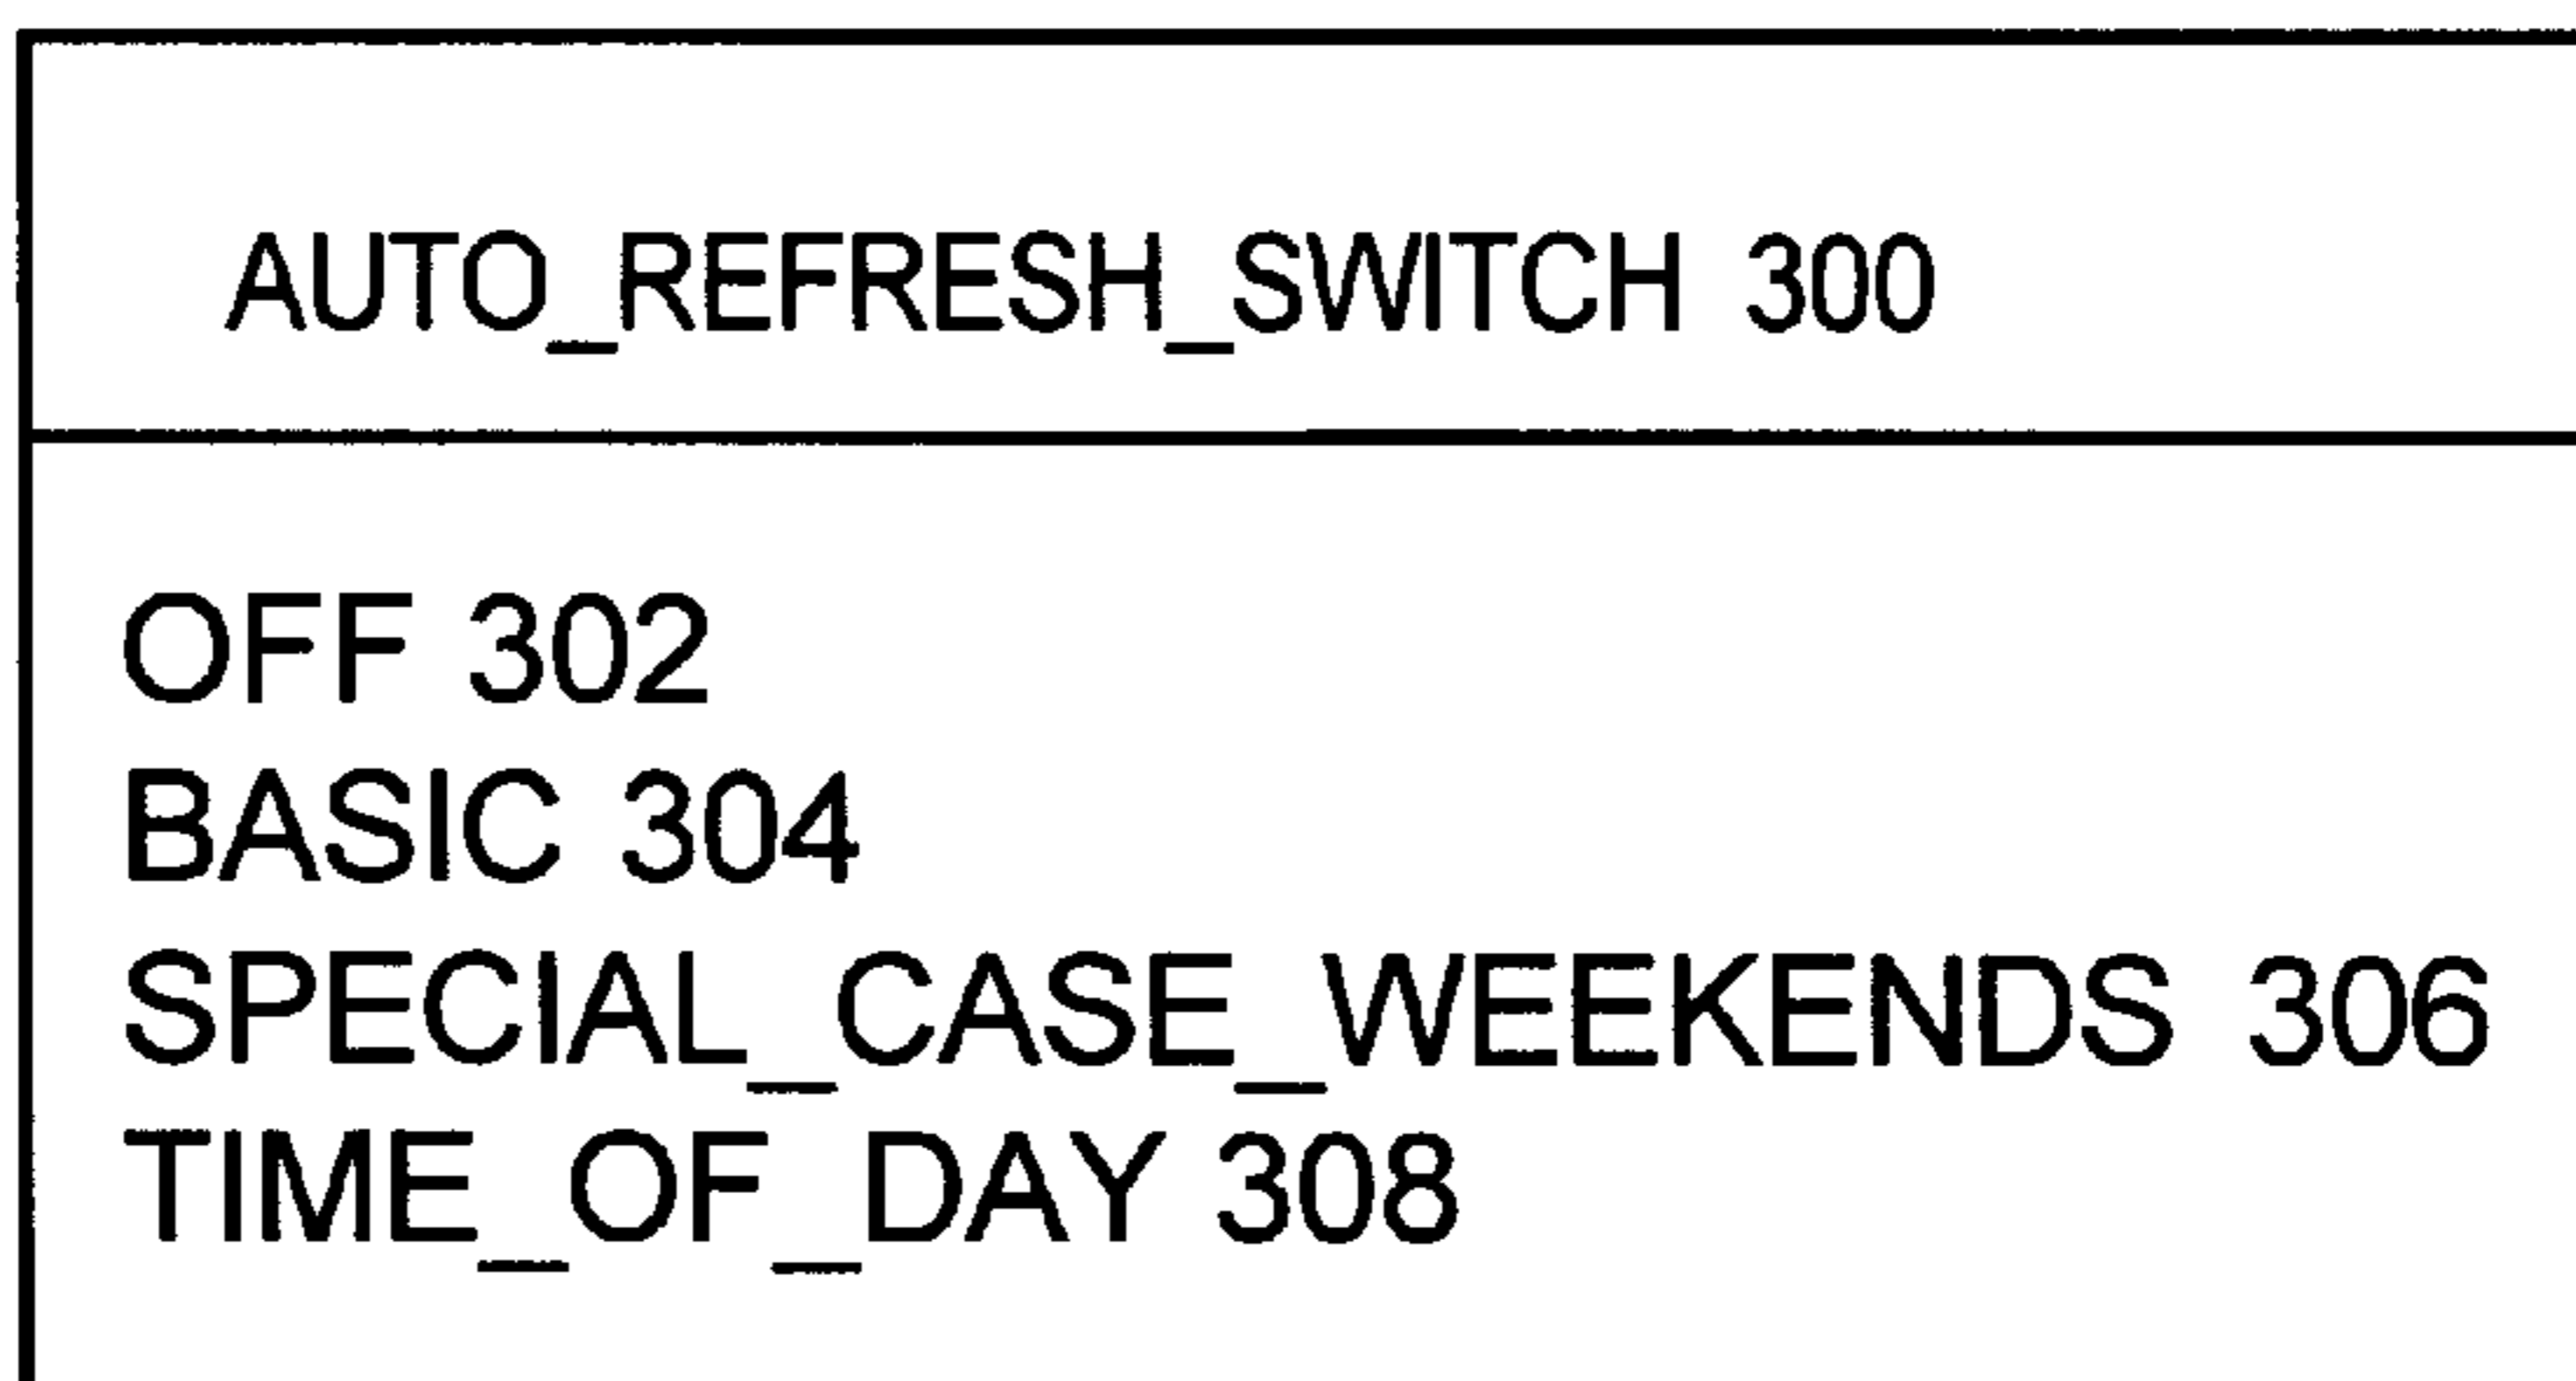 AUTO_REFRESH_SWITCH 300
OFF 302
BASIC 304
SPECIAL_CASE_WEEKENDS 306
TIME_OF_DAY 308